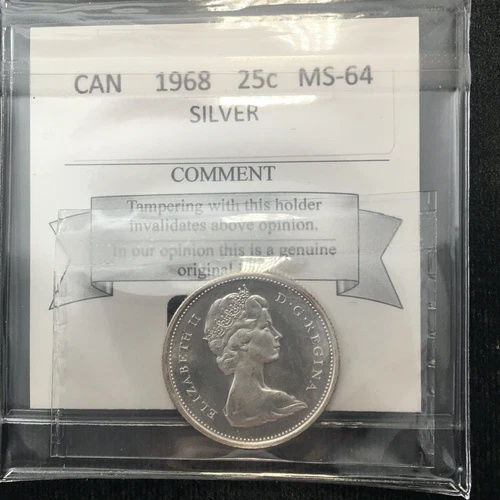 CAN 1968 25c MS-64
SILVER
COMMENT
Tampering with this holder
invalidates above opinion.
In our opinion this is a genuine
original
ELIZABETH II D·G·REGINA